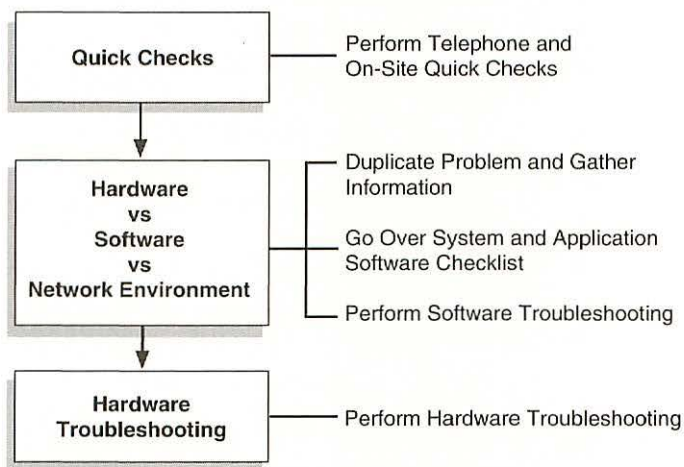 Quick Checks
Perform Telephone and
On-Site Quick Checks
Hardware
vs
Software
vs
Network Environment
Duplicate Problem and Gather
Information
Go Over System and Application
Software Checklist
Perform Software Troubleshooting
Hardware
Troubleshooting
Perform Hardware Troubleshooting